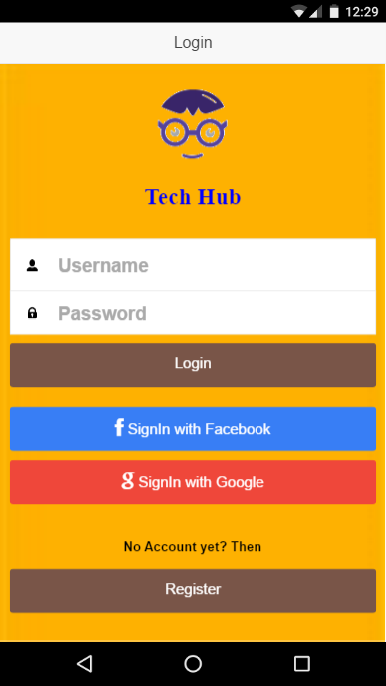 12:29
Login
Tech Hub
Username
Password
Login
f SignIn with Facebook
g SignIn with Google
No Account yet? Then
Register